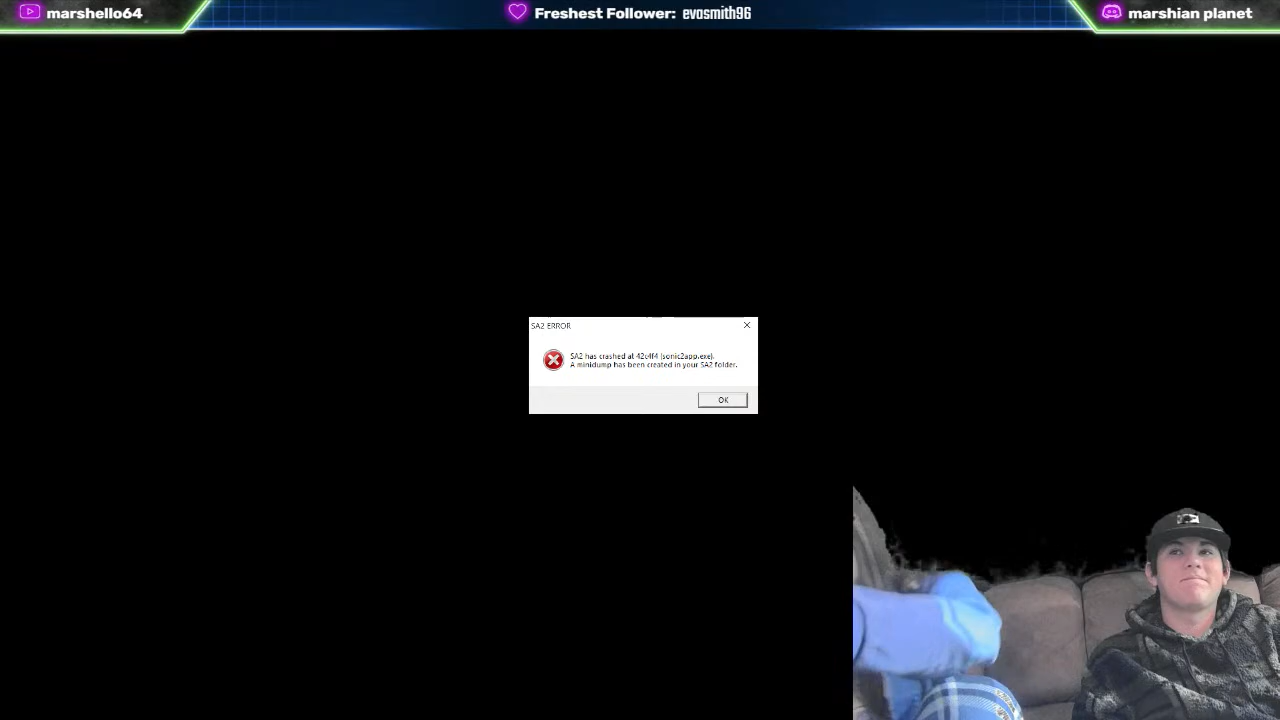 marshello64
Freshest Follower: evosmith96
marshian planet
SA2 ERROR
SA2 has crashed at 42c4f4 (sonic2app.exe).
A minidump has been created in your SA2 folder.
OK